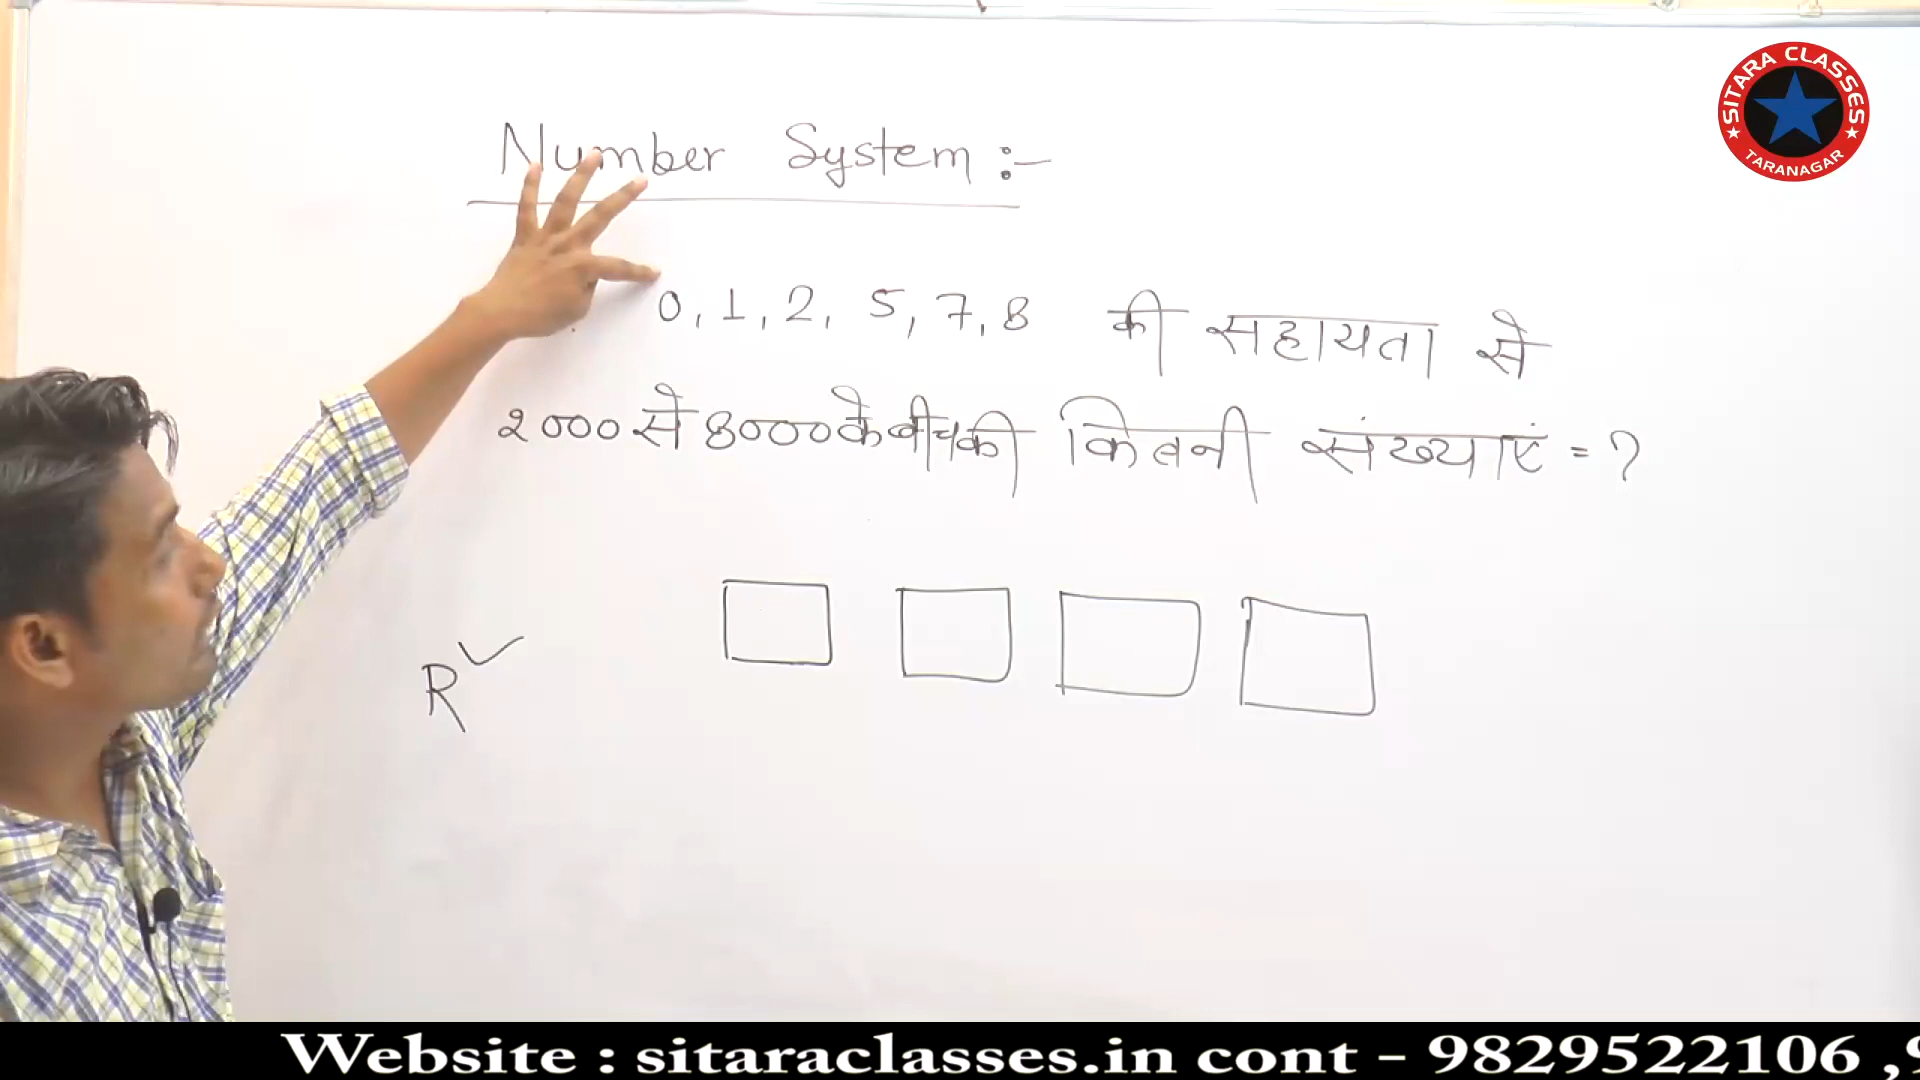 SITARA CLASSES
TARANAGAR
Number System :-
0, 1, 2, 5, 7, 8 की सहायता से
2000 से 8000 के बीच की कितनी संख्याएं = ?
R
Website : sitaraclasses.in cont - 9829522106 ,9